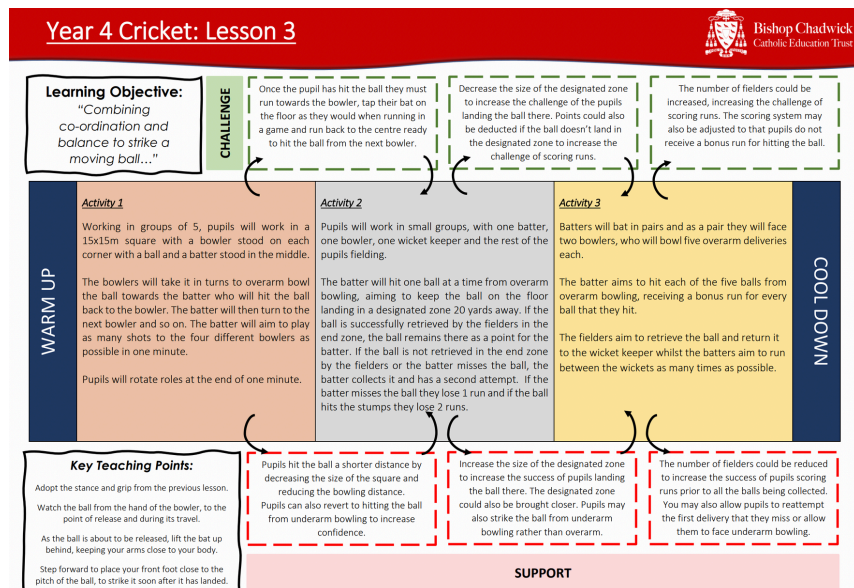 Year 4 Cricket: Lesson 3
Bishop Chadwick
Catholic Education Trust
Learning Objective:
"Combining
co-ordination and
balance to strike a
moving ball…"
CHALLENGE
Once the pupil has hit the ball they must
run towards the bowler, tap their bat on
the floor as they would when running in
a game and run back to the centre ready
to hit the ball from the next bowler.
Decrease the size of the designated zone
to increase the challenge of the pupils
landing the ball there. Points could also
be deducted if the ball doesn't land in
the designated zone to increase the
challenge of scoring runs.
The number of fielders could be
increased, increasing the challenge of
scoring runs. The scoring system may
also be adjusted to that pupils do not
receive a bonus run for hitting the ball.
WARM UP
Activity 1
Working in groups of 5, pupils will work in a
15x15m square with a bowler stood on each
corner with a ball and a batter stood in the middle.
The bowlers will take it in turns to overarm bowl
the ball towards the batter who will hit the ball
back to the bowler. The batter will then turn to the
next bowler and so on. The batter will aim to play
as many shots to the four different bowlers as
possible in one minute.
Pupils will rotate roles at the end of one minute.
Activity 2
Pupils will work in small groups, with one batter,
one bowler, one wicket keeper and the rest of the
pupils fielding.
The batter will hit one ball at a time from overarm
bowling, aiming to keep the ball on the floor
landing in a designated zone 20 yards away. If the
ball is successfully retrieved by the fielders in the
end zone, the ball remains there as a point for the
batter. If the ball is not retrieved in the end zone
by the fielders or the batter misses the ball, the
batter collects it and has a second attempt. If the
batter misses the ball they lose 1 run and if the ball
hits the stumps they lose 2 runs.
Activity 3
Batters will bat in pairs and as a pair they will face
two bowlers, who will bowl five overarm deliveries
each.
The batter aims to hit each of the five balls from
overarm bowling, receiving a bonus run for every
ball that they hit.
The fielders aim to retrieve the ball and return it
to the wicket keeper whilst the batters aim to run
between the wickets as many times as possible.
COOL DOWN
Key Teaching Points:
Adopt the stance and grip from the previous lesson.
Watch the ball from the hand of the bowler, to the
point of release and during its travel.
As the ball is about to be released, lift the bat up
behind, keeping your arms close to your body.
Step forward to place your front foot close to the
pitch of the ball, to strike it soon after it has landed.
Pupils hit the ball a shorter distance by
decreasing the size of the square and
reducing the bowling distance.
Pupils can also revert to hitting the ball
from underarm bowling to increase
confidence.
Increase the size of the designated zone
to increase the success of pupils landing
the ball there. The designated zone
could also be brought closer. Pupils may
also strike the ball from underarm
bowling rather than overarm.
The number of fielders could be reduced
to increase the success of pupils scoring
runs prior to all the balls being collected.
You may also allow pupils to reattempt
the first delivery that they miss or allow
them to face underarm bowling.
SUPPORT